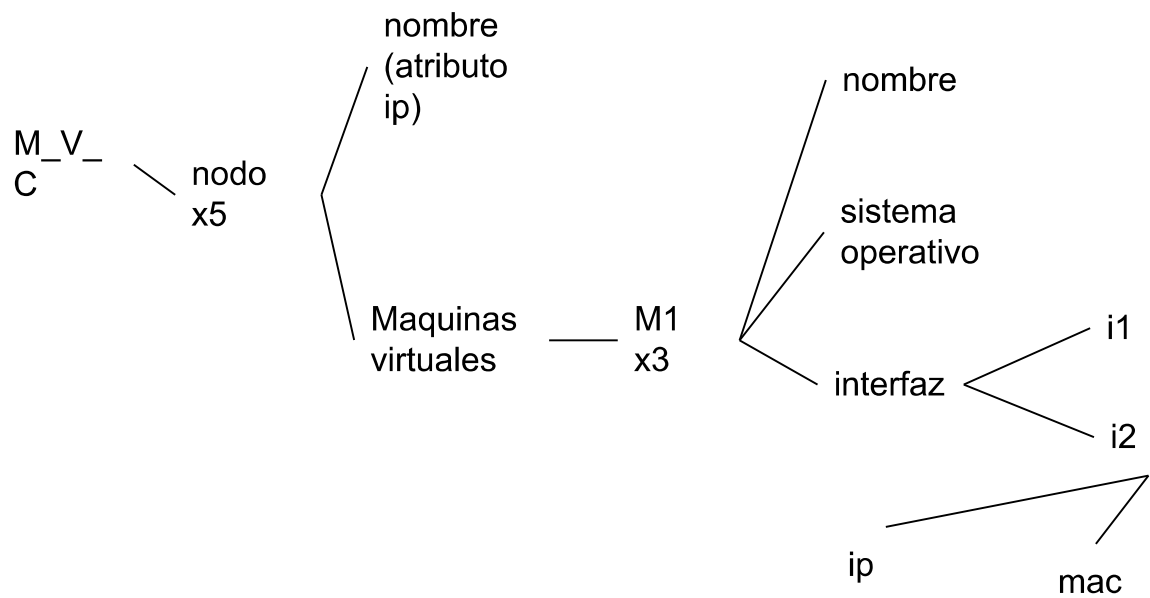 M_V_
C
nodo
x5
nombre
(atributo
ip)
Maquinas
virtuales
M1
x3
nombre
sistema
operativo
interfaz
i1
i2
ip
mac